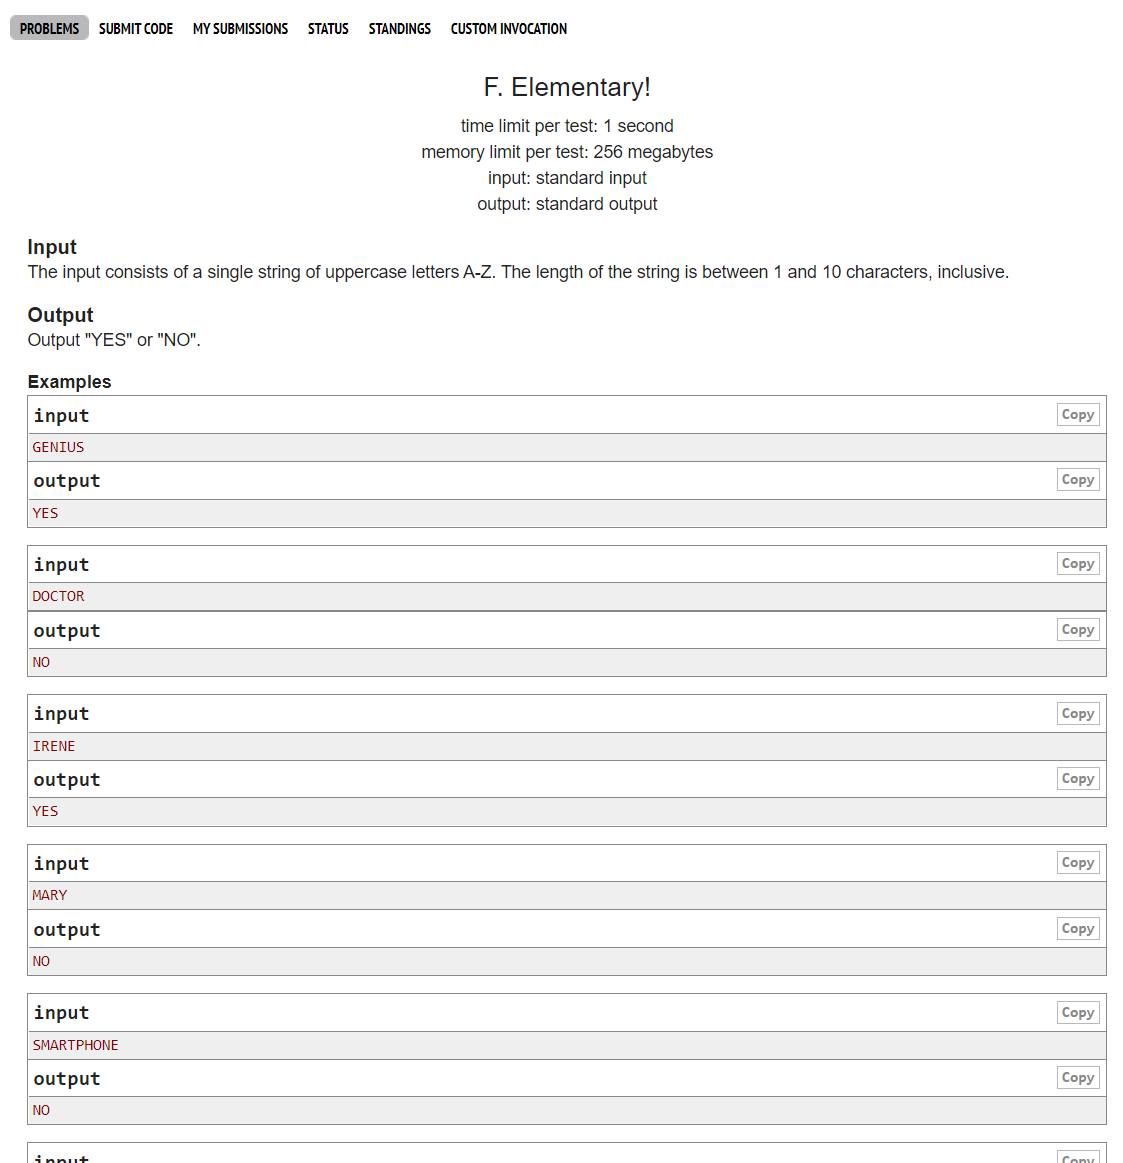 PROBLEMS SUBMIT CODE MY SUBMISSIONS STATUS STANDINGS CUSTOM INVOCATION
F. Elementary!
time limit per test: 1 second
memory limit per test: 256 megabytes
input: standard input
output: standard output
Input
The input consists of a single string of uppercase letters A-Z. The length of the string is between 1 and 10 characters, inclusive.
Output
Output "YES" or "NO".
Examples
input Copy
GENIUS
output Copy
YES
input Copy
DOCTOR
output Copy
NO
input Copy
IRENE
output Copy
YES
input Copy
MARY
output Copy
NO
input Copy
SMARTPHONE
output Copy
NO
input Copy